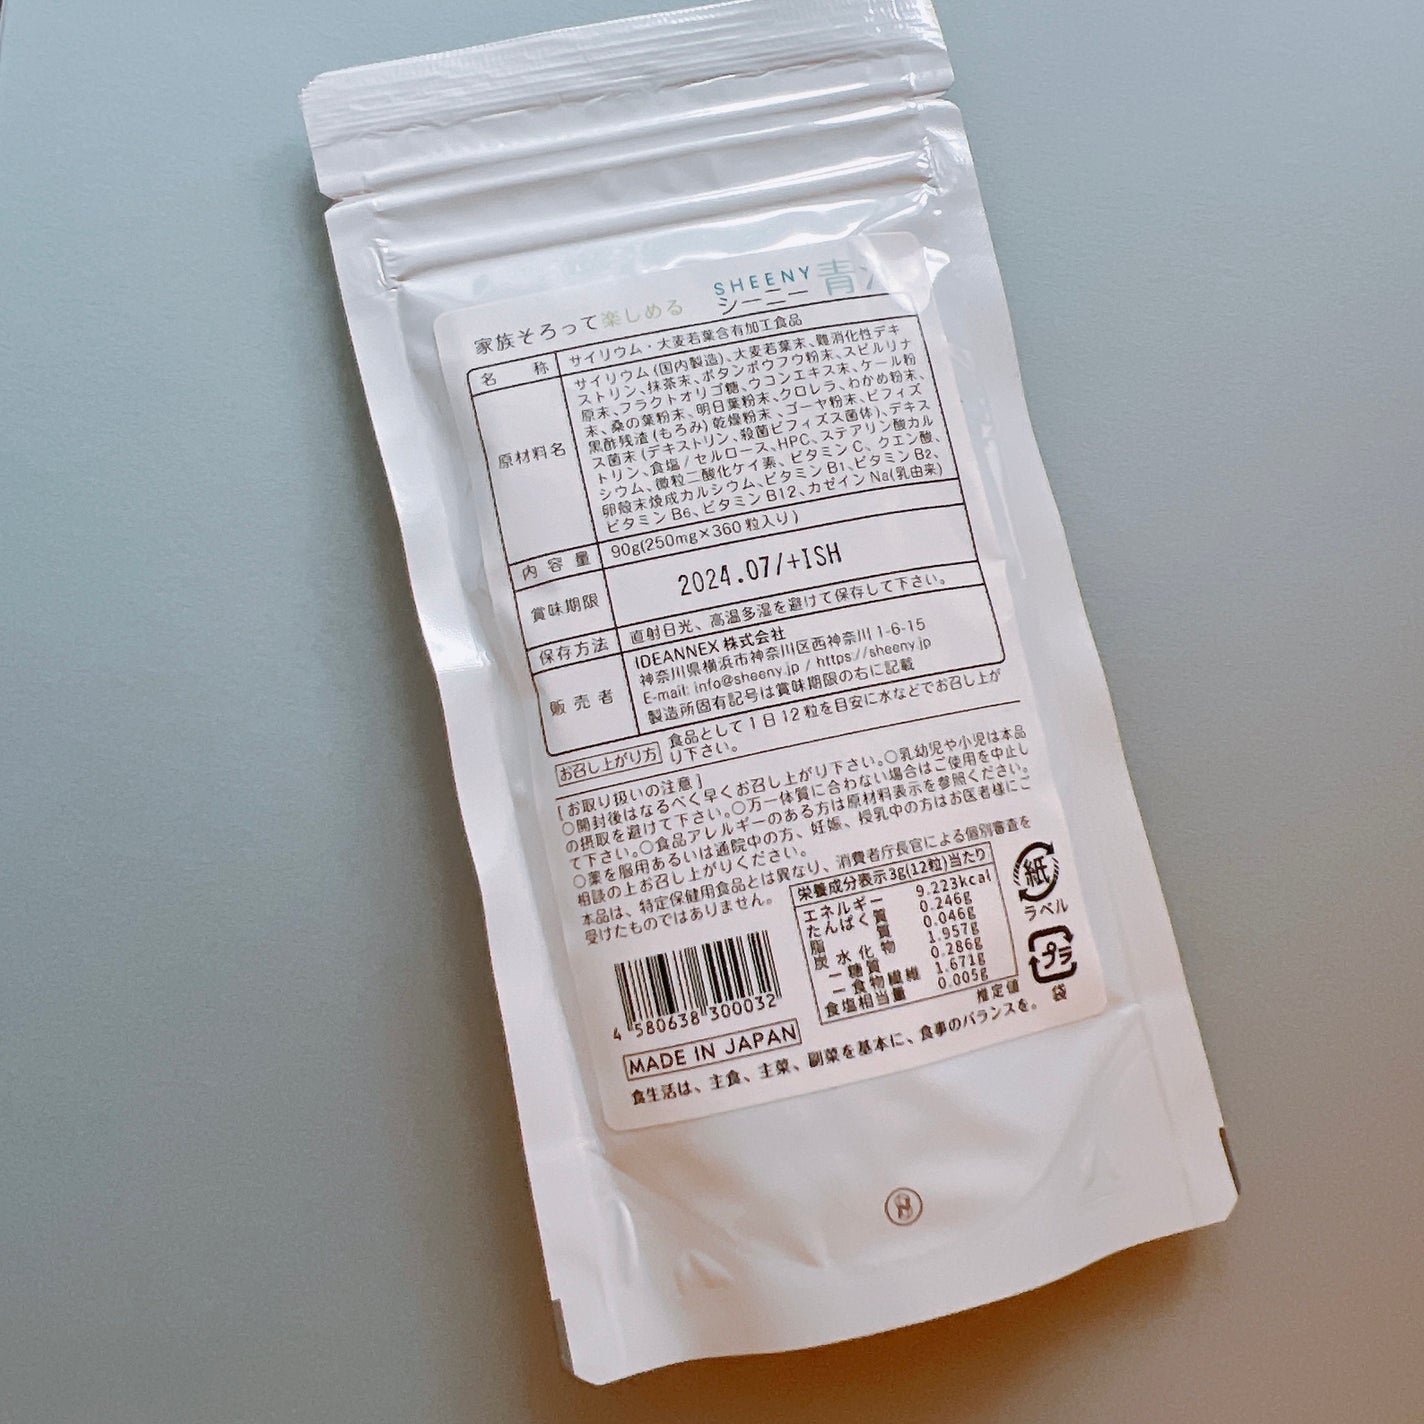 家族そろって楽しめる SHEENY シーニー 青
名称 サイリウム・大麦若葉含有加工食品
原材料名
サイリウム(国内製造)、大麦若葉末、難消化性デキ
ストリン、抹茶末、ボタンボウフウ粉末、スピルリナ
原末、フラクトオリゴ糖、ウコンエキス末、ケール粉
末、桑の葉粉末、明日葉粉末、クロレラ、わかめ粉末、
黒酢残渣(もろみ)乾燥粉末、ゴーヤ粉末、ビフィズ
ス菌末(デキストリン、殺菌ビフィズス菌体)、デキス
トリン、食塩/セルロース、HPC、ステアリン酸カル
シウム、微粒二酸化ケイ素、ビタミンC、クエン酸、
卵殻末焼成カルシウム、ビタミンB1、ビタミンB2、
ビタミンB6、ビタミンB12、カゼインNa(乳由来)
内容量 90g(250mg×360粒入り)
賞味期限 2024.07/+ISH
保存方法 直射日光、高温多湿を避けて保存して下さい。
販売者
IDEANNEX 株式会社
神奈川県横浜市神奈川区西神奈川 1-6-15
E-mail: info@sheeny.jp / https://sheeny.jp
製造所固有記号は賞味期限の右に記載
お召し上がり方 食品として1日12粒を目安に水などでお召し上が
り下さい。
[お取り扱いの注意]
○開封後はなるべく早くお召し上がり下さい。○乳幼児や小児は本品
の摂取を避けて下さい。○万一体質に合わない場合はご使用を中止し
て下さい。○食品アレルギーのある方は原材料表示を参照ください。
○薬を服用あるいは通院中の方、妊娠、授乳中の方はお医者様にご
相談の上お召し上がりください。
本品は、特定保健用食品とは異なり、消費者庁長官による個別審査を
受けたものではありません。
栄養成分表示3g(12粒)当たり
エネルギー 9.223kcal
たんぱく質 0.246g
脂質 0.046g
炭水化物 1.957g
ー糖質 0.286g
ー食物繊維 1.671g
食塩相当量 0.005g
推定値
紙
ラベル
プラ
袋
4 580638 300032
MADE IN JAPAN
食生活は、主食、主菜、副菜を基本に、食事のバランスを。